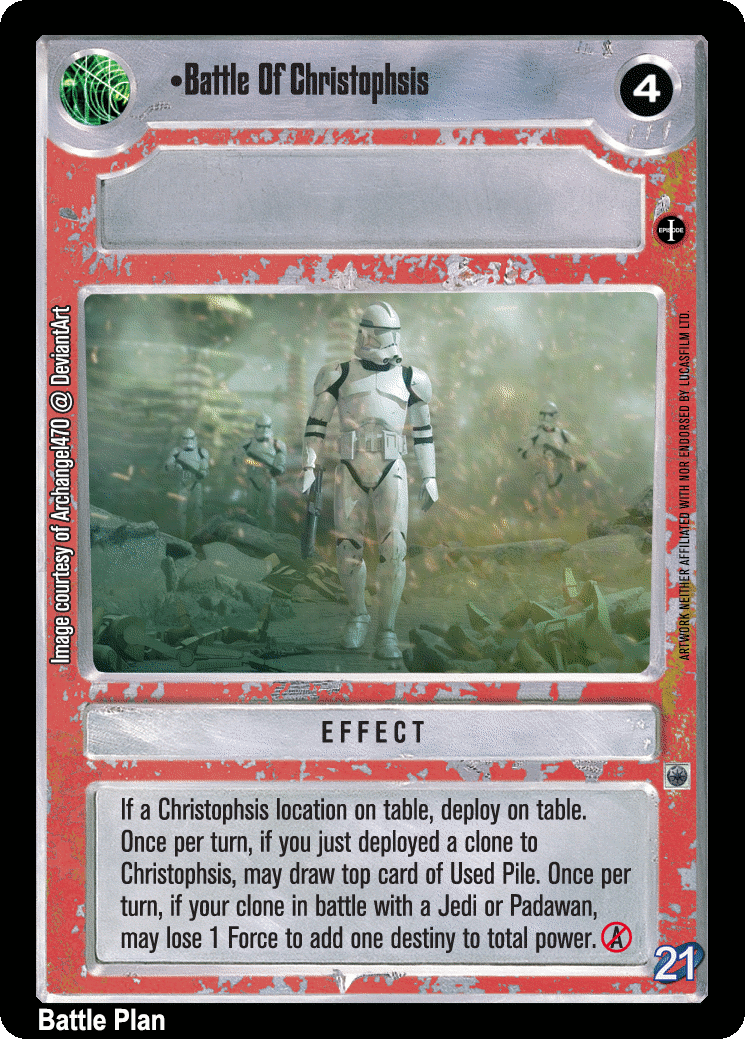 •Battle Of Christophsis
4
EPISODE
I
Image courtesy of Archangel470 @ DeviantArt
ARTWORK NEITHER AFFILIATED WITH NOR ENDORSED BY LUCASFILM LTD.
EFFECT
If a Christophsis location on table, deploy on table.
Once per turn, if you just deployed a clone to
Christophsis, may draw top card of Used Pile. Once per
turn, if your clone in battle with a Jedi or Padawan,
may lose 1 Force to add one destiny to total power. A
21
Battle Plan